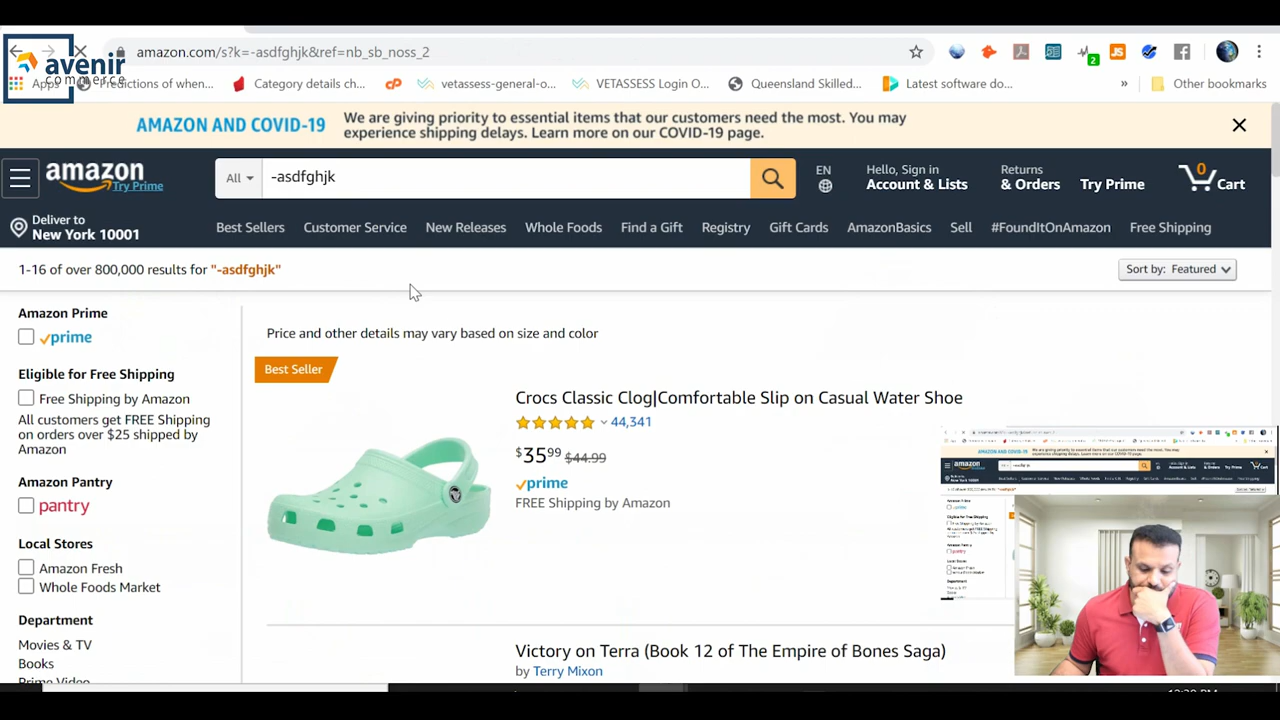 amazon.com/s?k=-asdfghjk&ref=nb_sb_noss_2
avenir
commerce
Apps
Predictions of when...
Category details ch...
vetassess-general-o...
VETASSESS Login O...
Queensland Skilled...
Latest software do...
»
Other bookmarks
2
AMAZON AND COVID-19
We are giving priority to essential items that our customers need the most. You may
experience shipping delays. Learn more on our COVID-19 page.
amazon
Try Prime
All
-asdfghjk
EN
Hello, Sign in
Account & Lists
Returns
& Orders
Try Prime
0
Cart
Deliver to
New York 10001
Best Sellers
Customer Service
New Releases
Whole Foods
Find a Gift
Registry
Gift Cards
AmazonBasics
Sell
#FoundItOnAmazon
Free Shipping
1-16 of over 800,000 results for "-asdfghjk"
Sort by: Featured
Amazon Prime
prime
Eligible for Free Shipping
Free Shipping by Amazon
All customers get FREE Shipping
on orders over $25 shipped by
Amazon
Amazon Pantry
pantry
Local Stores
Amazon Fresh
Whole Foods Market
Department
Movies & TV
Books
Prime Video
Price and other details may vary based on size and color
Best Seller
Crocs Classic Clog|Comfortable Slip on Casual Water Shoe
44,341
$35.99 $44.99
prime
FREE Shipping by Amazon
Victory on Terra (Book 12 of The Empire of Bones Saga)
by Terry Mixon